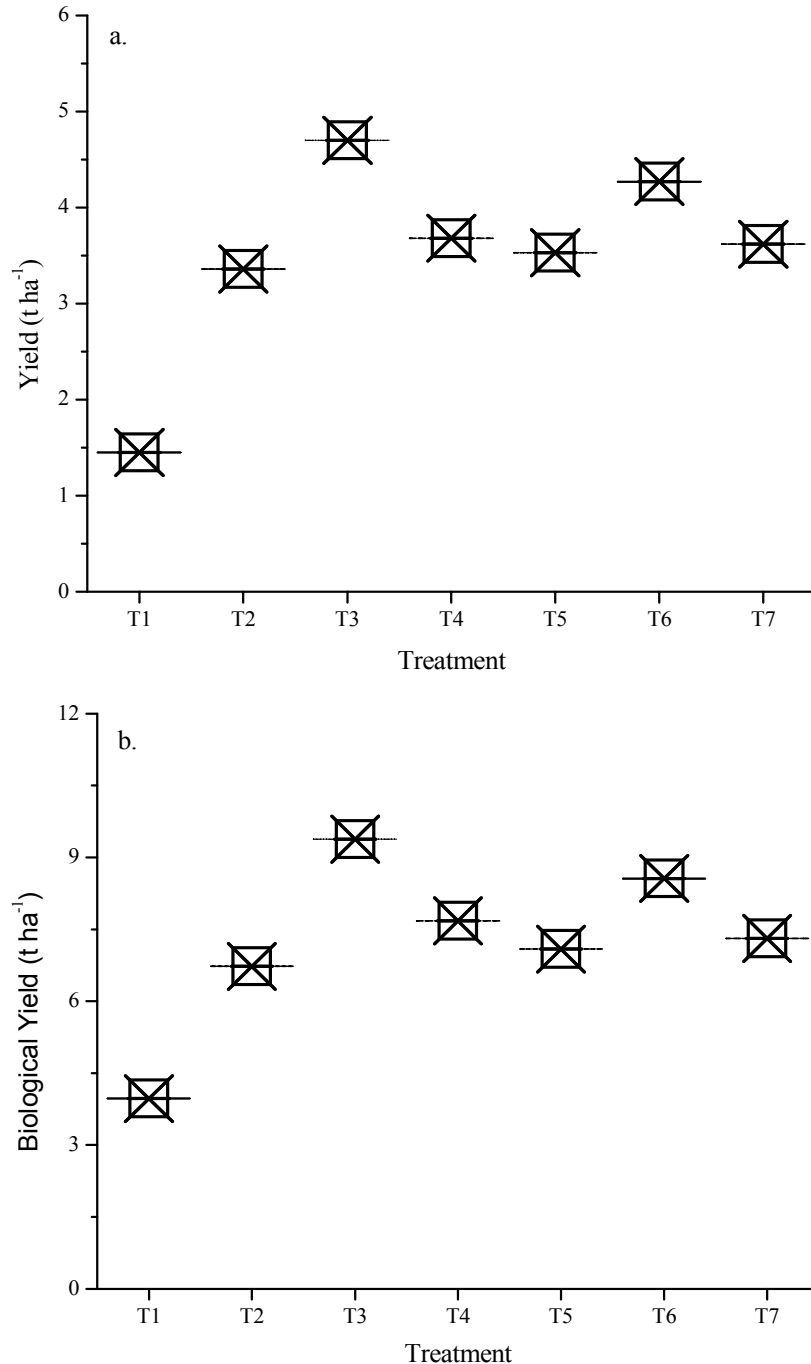 a.
6
5
4
3
2
1
0
Yield (t ha⁻¹)
T1 T2 T3 T4 T5 T6 T7
Treatment
b.
12
9
6
3
0
Biological Yield (t ha⁻¹)
T1 T2 T3 T4 T5 T6 T7
Treatment